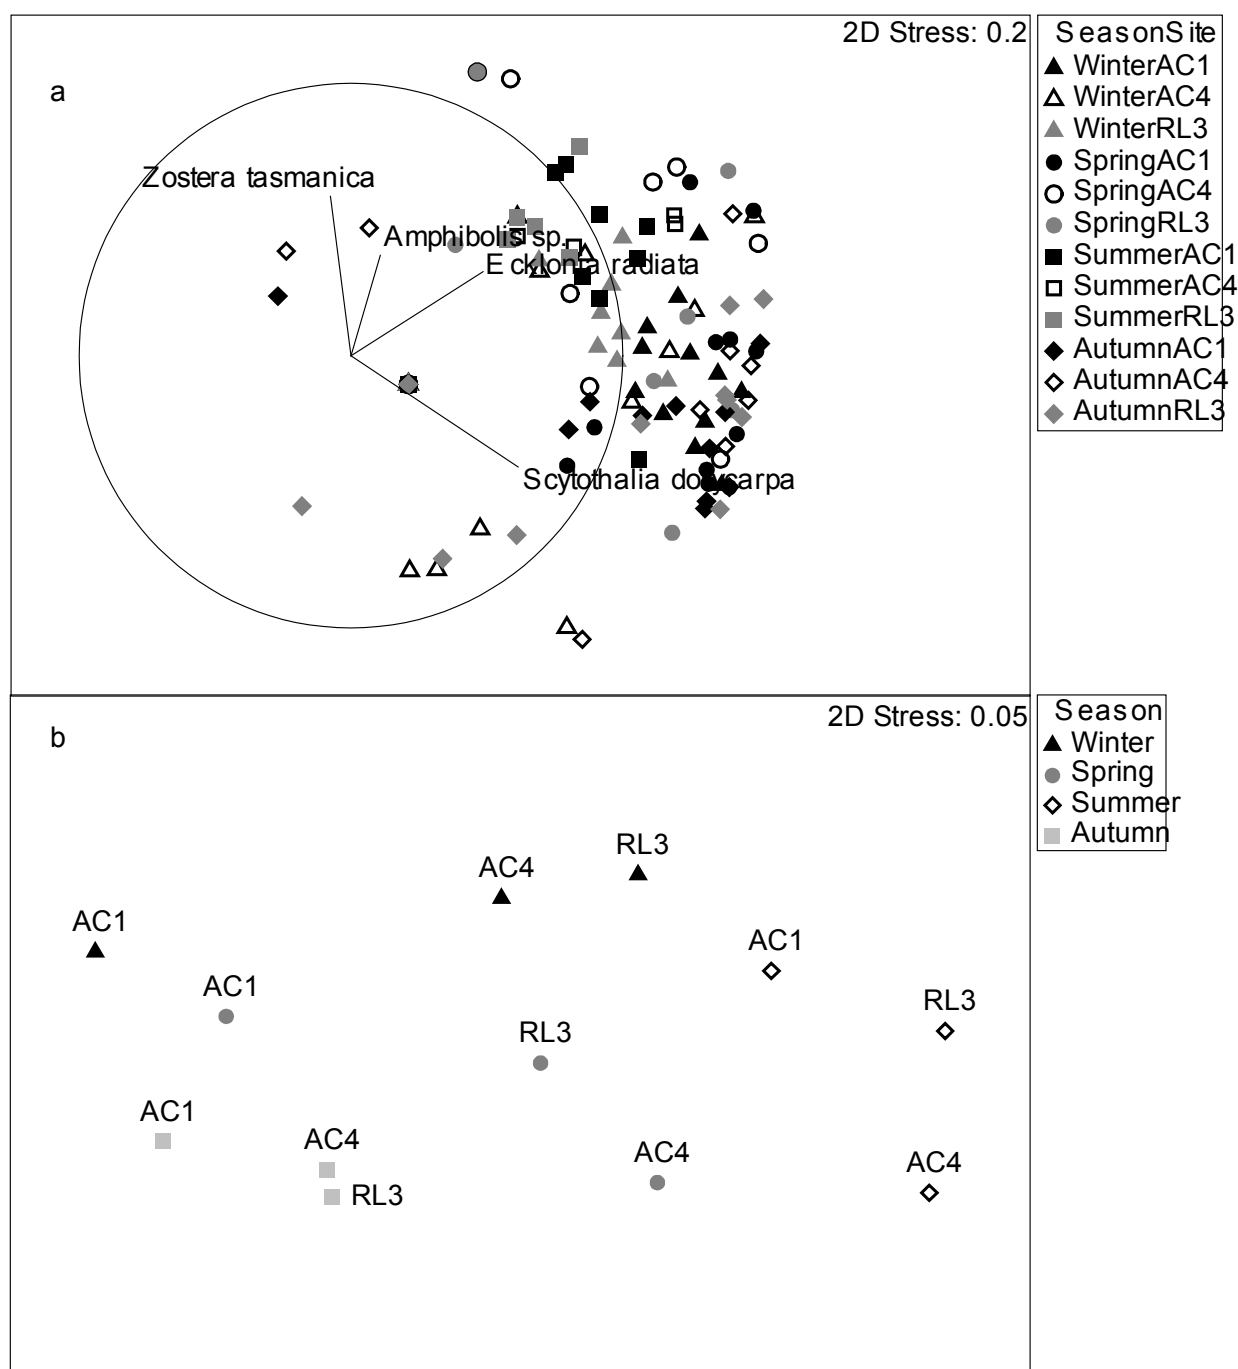 2D Stress: 0.2
a
Zostera tasmanica
Amphibolis sp.
Ecklonia radiata
Scytothalia dorycarpa
SeasonSite
WinterAC1
WinterAC4
WinterRL3
SpringAC1
SpringAC4
SpringRL3
SummerAC1
SummerAC4
SummerRL3
AutumnAC1
AutumnAC4
AutumnRL3
2D Stress: 0.05
b
RL3
AC4
AC1
AC1
AC1
RL3
RL3
AC1
AC4
AC4
AC4
RL3
Season
Winter
Spring
Summer
Autumn